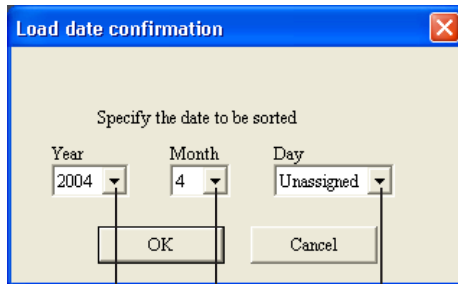 Load date confirmation
Specify the date to be sorted
Year Month Day
2004 4 Unassigned
OK Cancel